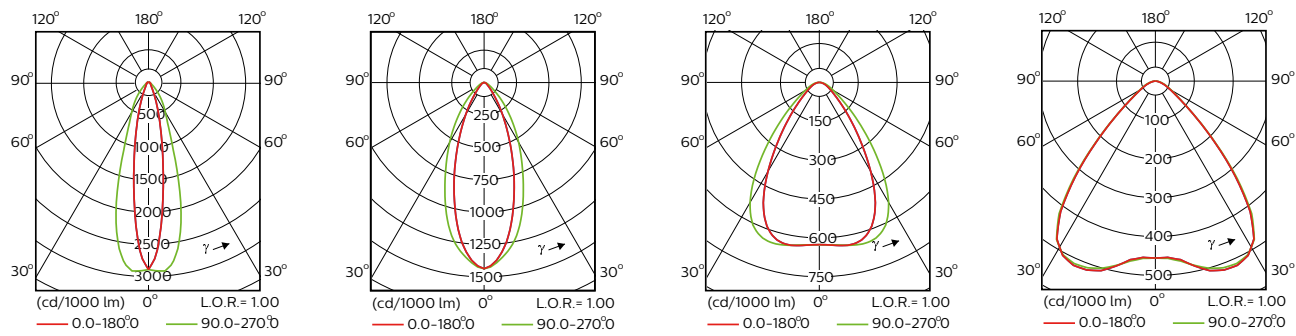 120° 180° 120°
90° 90°
500
60° 1000 60°
1500
2000
2500 γ
30° 3000 30°
(cd/1000 lm) 0° L.O.R.= 1.00
0.0-180°.0 90.0-270°.0
120° 180° 120°
90° 90°
250
60° 500 60°
750
1000
1250 γ
30° 1500 30°
(cd/1000 lm) 0° L.O.R.= 1.00
0.0-180°.0 90.0-270°.0
120° 180° 120°
90° 90°
150
60° 300 60°
450
600 γ
30° 750 30°
(cd/1000 lm) 0° L.O.R.= 1.00
0.0-180°.0 90.0-270°.0
120° 180° 120°
90° 90°
100
60° 200 60°
300
400 γ
30° 500 30°
(cd/1000 lm) 0° L.O.R.= 1.00
0.0-180°.0 90.0-270°.0